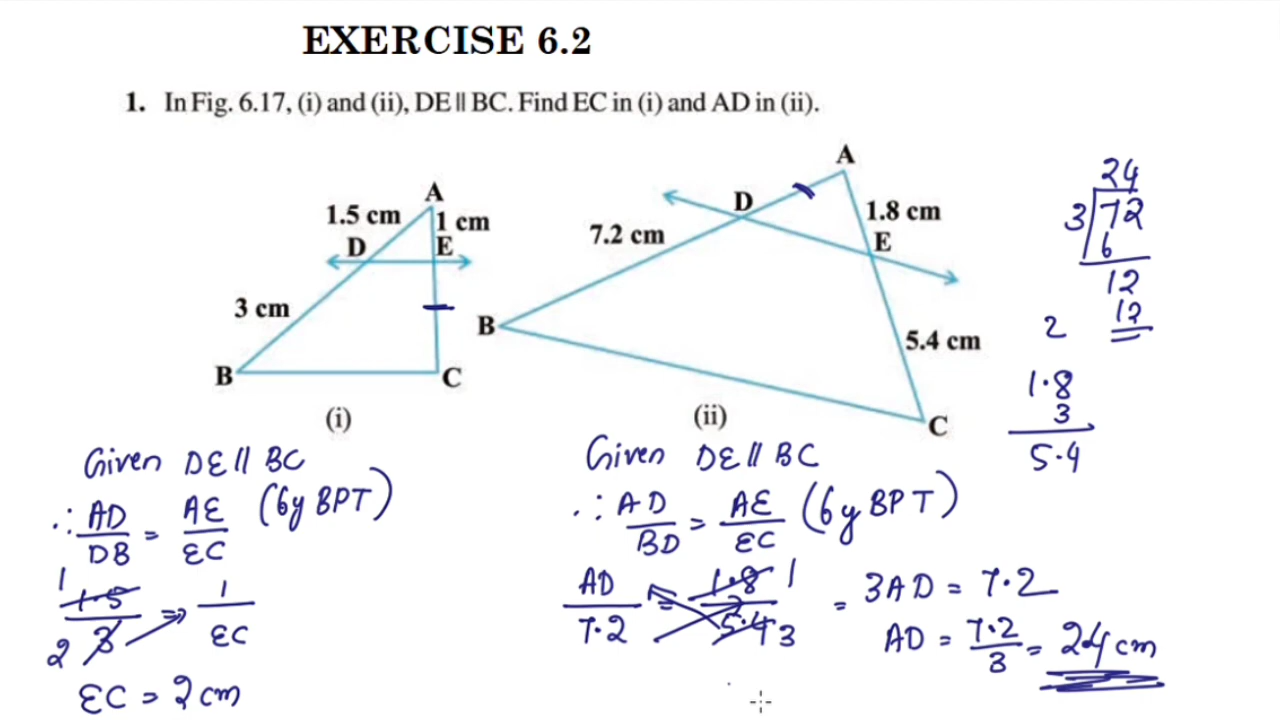 EXERCISE 6.2
1. In Fig. 6.17, (i) and (ii), DE || BC. Find EC in (i) and AD in (ii).
A
1.5 cm
1 cm
D
E
3 cm
B
C
(i)
A
D
1.8 cm
7.2 cm
E
B
5.4 cm
C
(ii)
24
3 72
6
12
12
2
1.8
3
5.4
Given DE || BC
∴ AD/DB = AE/EC (by BPT)
1
1.5/3 => 1/EC
2
EC = 2 cm
Given DE || BC
∴ AD/BD = AE/EC (by BPT)
AD/7.2 = 1.8/5.4 1 3
= 3AD = 7.2
AD = 7.2/3 = 24 cm